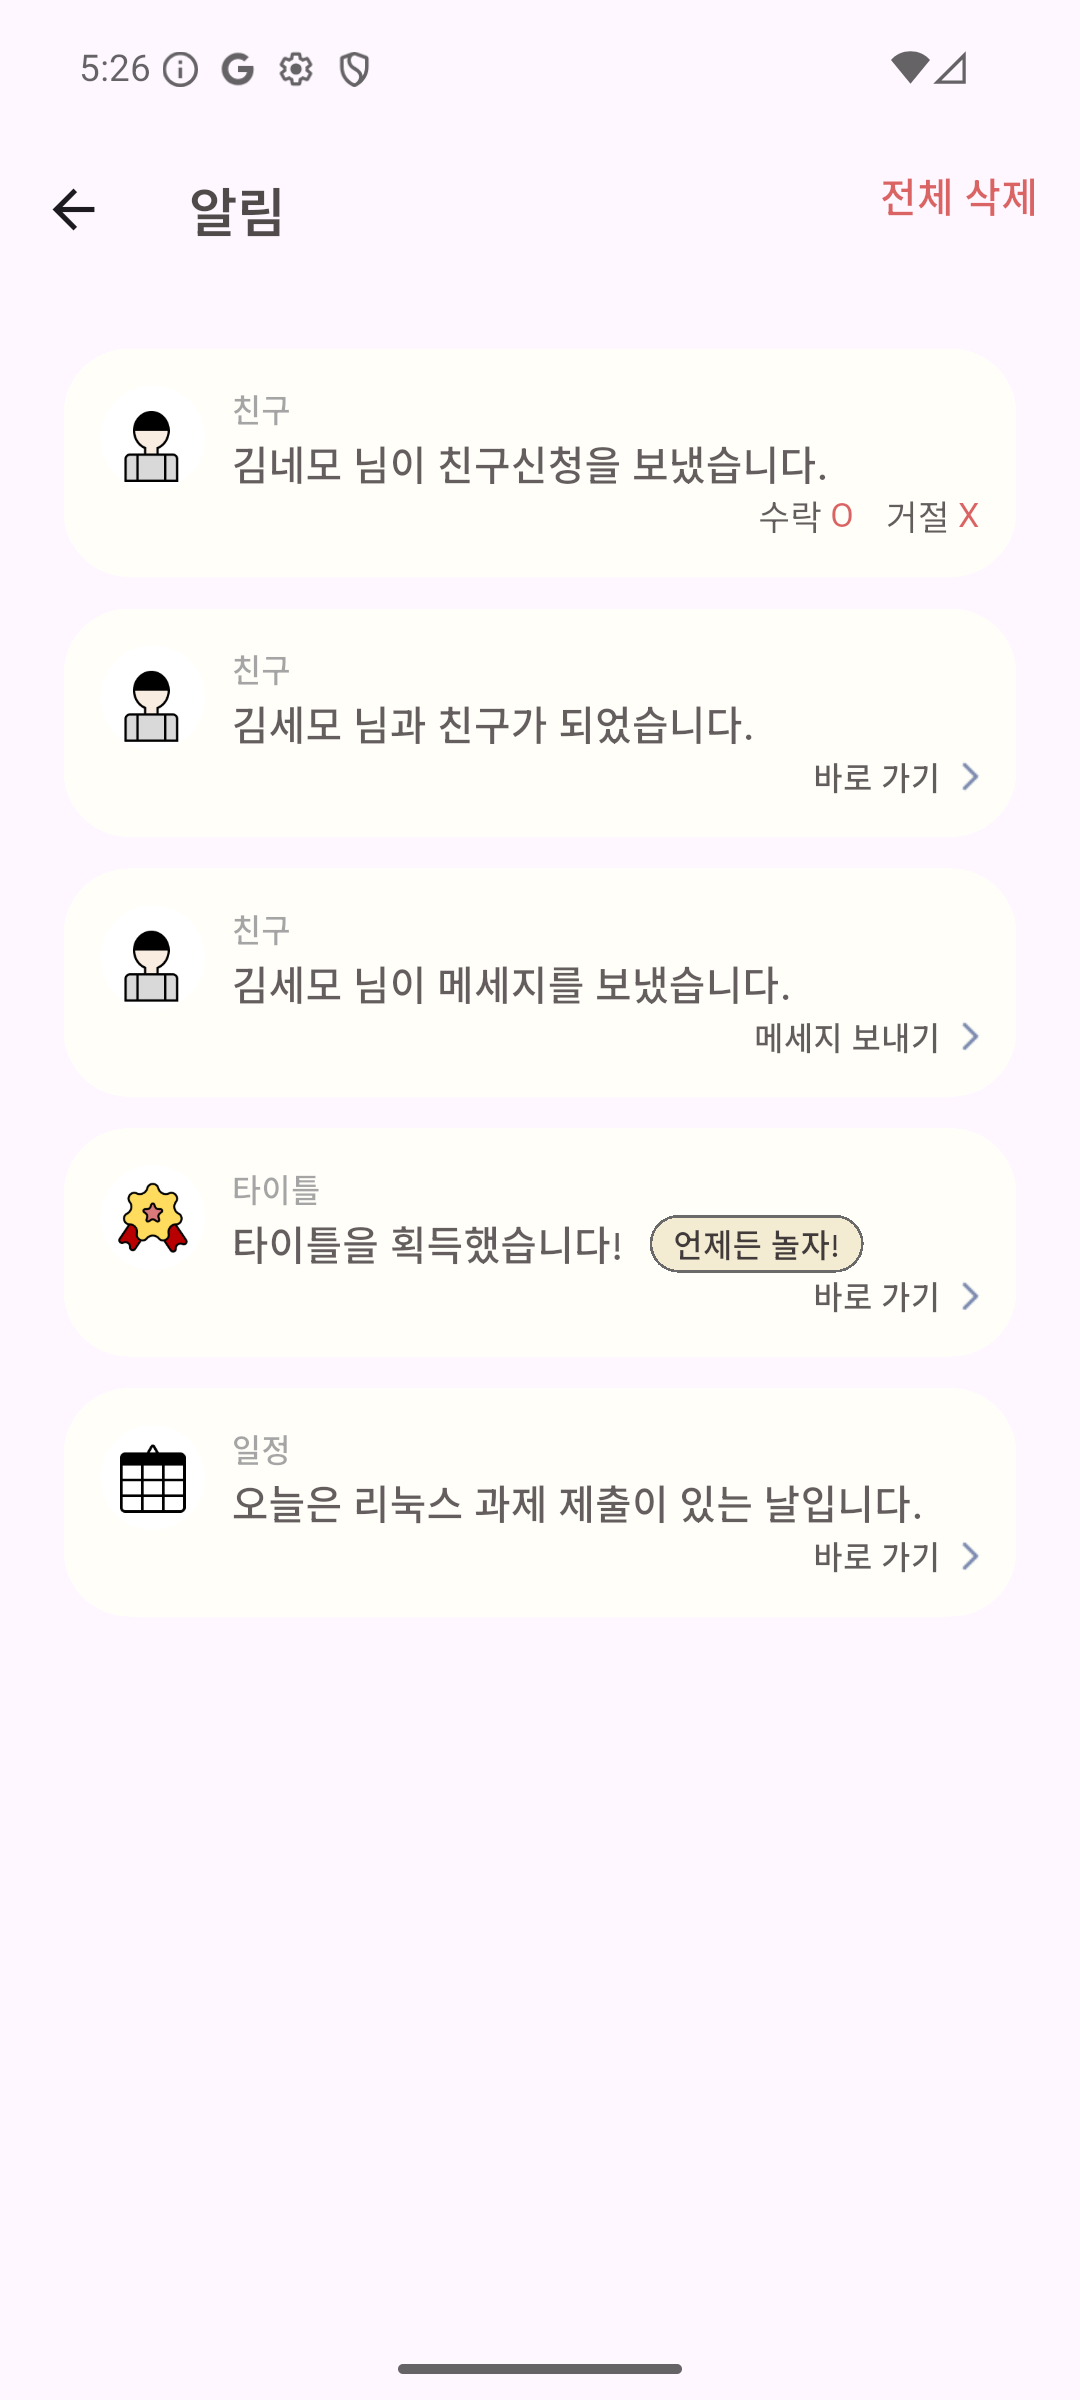 5:26
알림
전체 삭제
친구
김네모 님이 친구신청을 보냈습니다.
수락 O 거절 X
친구
김세모 님과 친구가 되었습니다.
바로 가기
친구
김세모 님이 메세지를 보냈습니다.
메세지 보내기
타이틀
타이틀을 획득했습니다! 언제든 놀자!
바로 가기
일정
오늘은 리눅스 과제 제출이 있는 날입니다.
바로 가기